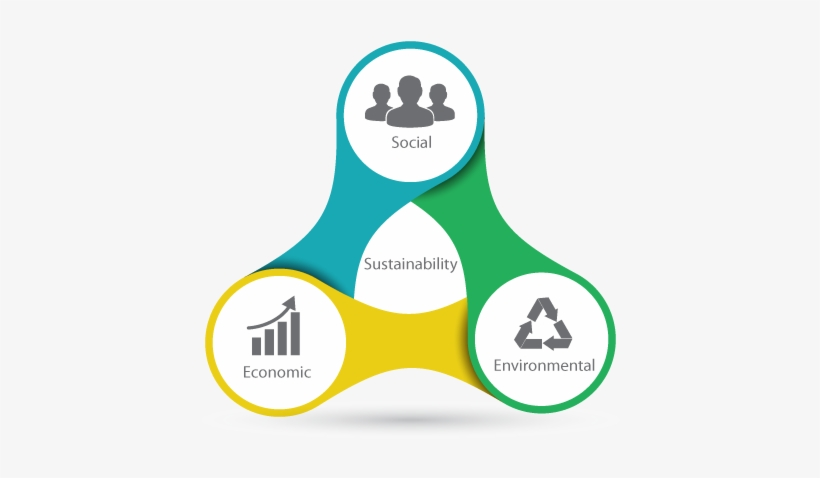 Social
Sustainability
Economic
Environmental